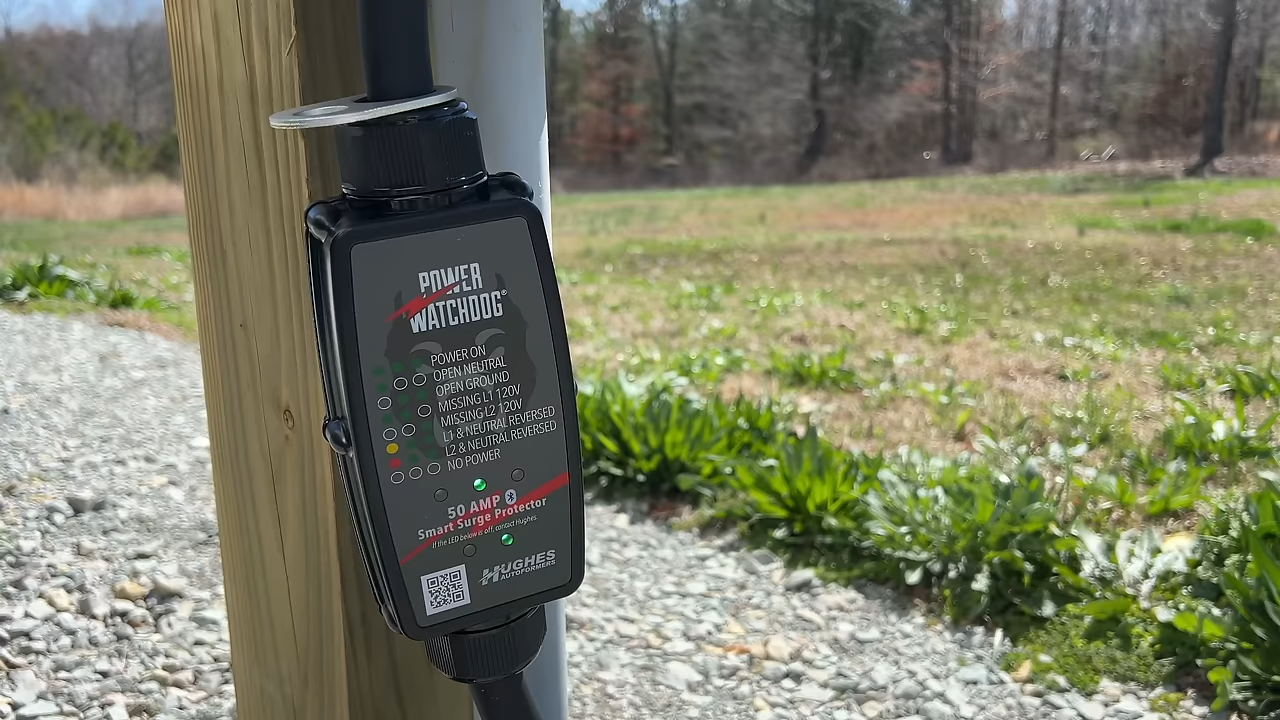 POWER
WATCHDOG®
POWER ON
OPEN NEUTRAL
OPEN GROUND
MISSING L1 120V
MISSING L2 120V
L1 & NEUTRAL REVERSED
L2 & NEUTRAL REVERSED
NO POWER
50 AMP
Smart Surge Protector
If the LED below is off, contact Hughes.
HUGHES
AUTOFORMERS